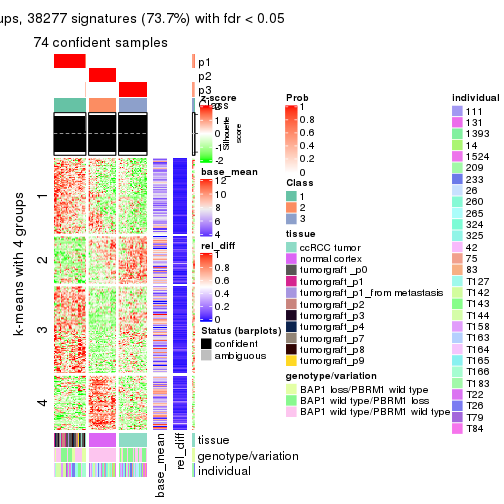 ups, 38277 signatures (73.7%) with fdr < 0.05
74 confident samples
p1
p2
p3
Class
Silhouette
score
k-means with 4 groups
1
2
3
4
tissue
genotype/variation
individual
base_mean
rel_diff
z-score
2
1
0
-1
-2
base_mean
12
10
8
6
4
rel_diff
1
0.8
0.6
0.4
0.2
0
Status (barplots)
confident
ambiguous
Prob
1
0.8
0.6
0.4
0.2
0
Class
1
2
3
tissue
ccRCC tumor
normal cortex
tumorgraft_p0
tumorgraft_p1
tumorgraft_p1_from metastasis
tumorgraft_p2
tumorgraft_p3
tumorgraft_p4
tumorgraft_p7
tumorgraft_p8
tumorgraft_p9
genotype/variation
BAP1 loss/PBRM1 wild type
BAP1 wild type/PBRM1 loss
BAP1 wild type/PBRM1 wild type
individual
111
131
1393
14
1524
209
233
26
260
265
324
325
42
75
83
T127
T142
T143
T144
T158
T163
T164
T165
T166
T183
T22
T26
T79
T84